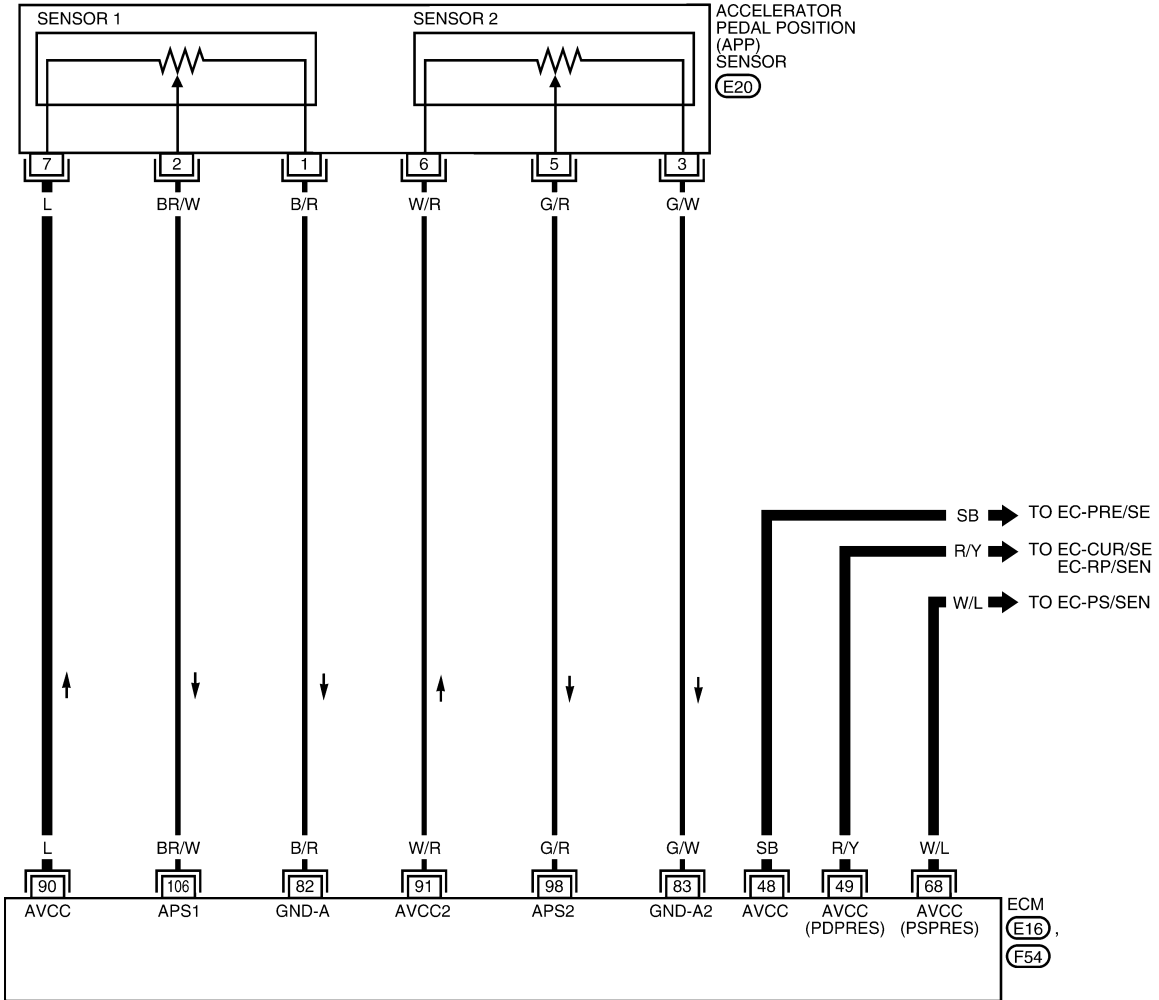 SENSOR 1
SENSOR 2
ACCELERATOR
PEDAL POSITION
(APP)
SENSOR
E20
7 2 1 6 5 3
L BR/W B/R W/R G/R G/W
SB TO EC-PRE/SE
R/Y TO EC-CUR/SE
EC-RP/SEN
W/L TO EC-PS/SEN
L BR/W B/R W/R G/R G/W SB R/Y W/L
90 106 82 91 98 83 48 49 68
AVCC APS1 GND-A AVCC2 APS2 GND-A2 AVCC AVCC AVCC
(PDPRES) (PSPRES)
ECM
E16 ,
F54